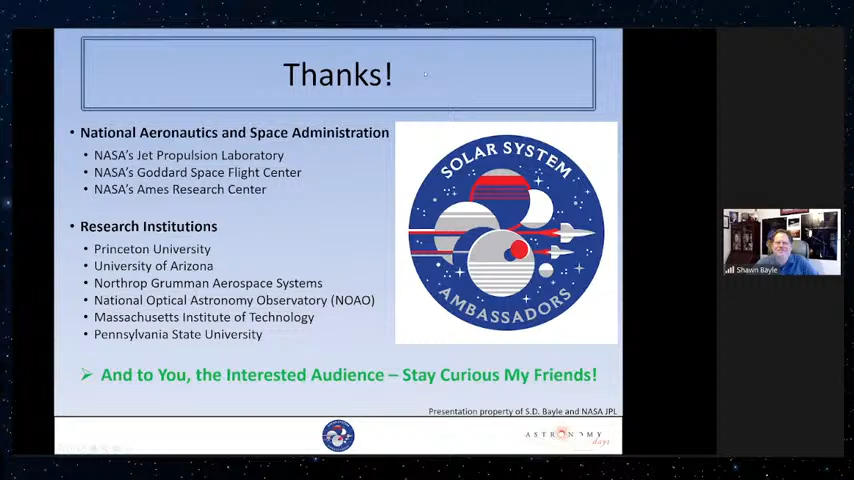 Thanks!
• National Aeronautics and Space Administration
• NASA's Jet Propulsion Laboratory
• NASA's Goddard Space Flight Center
• NASA's Ames Research Center
• Research Institutions
• Princeton University
• University of Arizona
• Northrop Grumman Aerospace Systems
• National Optical Astronomy Observatory (NOAO)
• Massachusetts Institute of Technology
• Pennsylvania State University
SOLAR SYSTEM
AMBASSADORS
➢ And to You, the Interested Audience – Stay Curious My Friends!
Presentation property of S.D. Bayle and NASA JPL
ASTRONOMY
days
Shawn Bayle